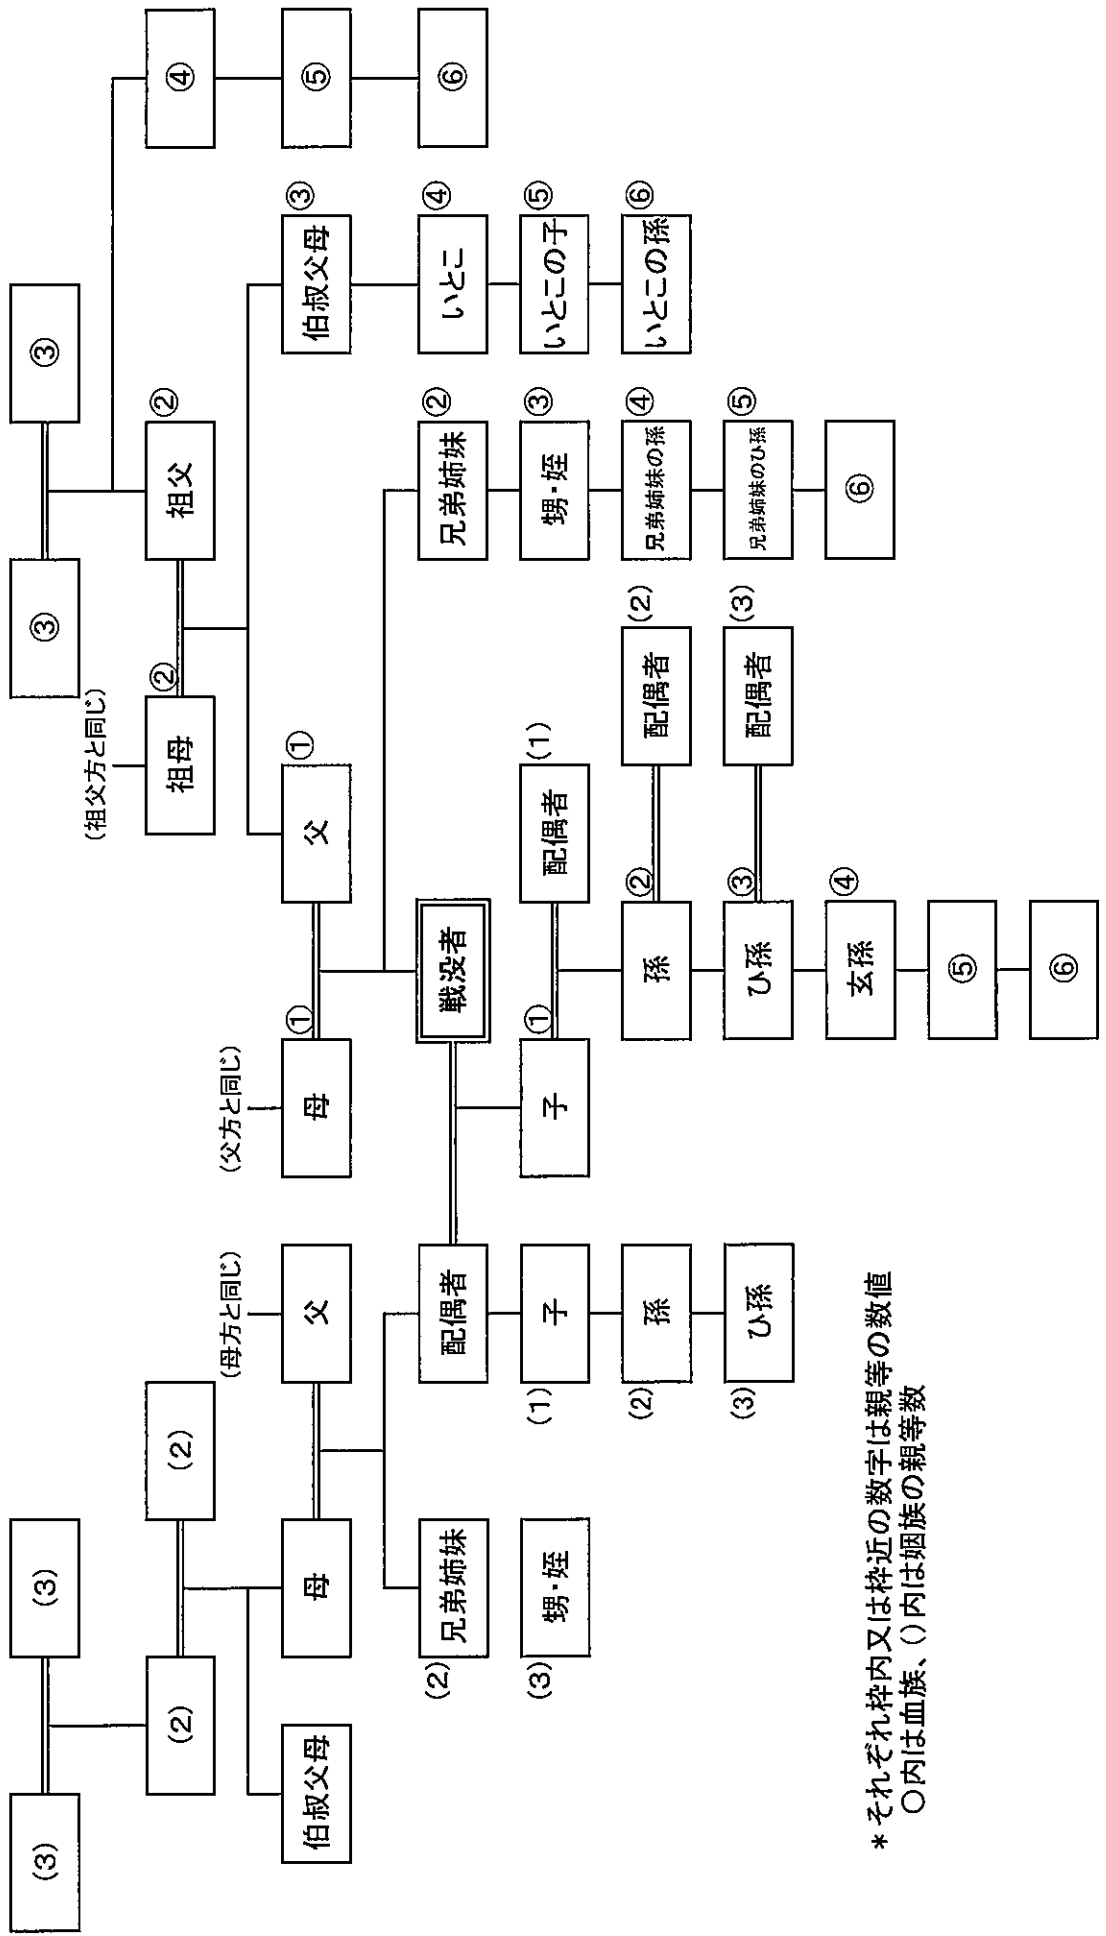 (3)
(3)
③
③
(2)
(2)
(祖父方と同じ)
祖母
②
祖父
②
④
伯叔父母
母
(母方と同じ)
父
(父方と同じ)
母
①
父
①
伯叔父母
③
⑤
(2)
兄弟姉妹
配偶者
戦没者
兄弟姉妹
②
いとこ
④
⑥
(3)
甥・姪
(1)
子
子
①
配偶者
(1)
甥・姪
③
いとこの子
⑤
(2)
孫
孫
②
配偶者
(2)
兄弟姉妹の孫
④
いとこの孫
⑥
(3)
ひ孫
ひ孫
③
配偶者
(3)
兄弟姉妹のひ孫
⑤
玄孫
④
⑥
⑤
⑥
*それぞれ枠内又は枠近の数字は親等の数値
○内は血族、()内は姻族の親等数